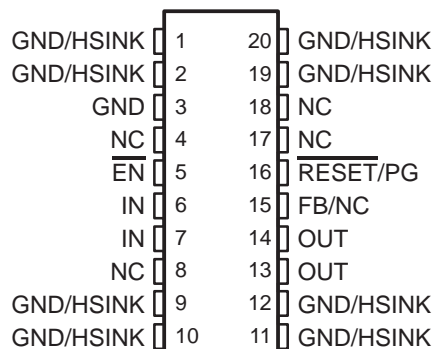 GND/HSINK 1 20 GND/HSINK
GND/HSINK 2 19 GND/HSINK
GND 3 18 NC
NC 4 17 NC
EN 5 16 RESET/PG
IN 6 15 FB/NC
IN 7 14 OUT
NC 8 13 OUT
GND/HSINK 9 12 GND/HSINK
GND/HSINK 10 11 GND/HSINK